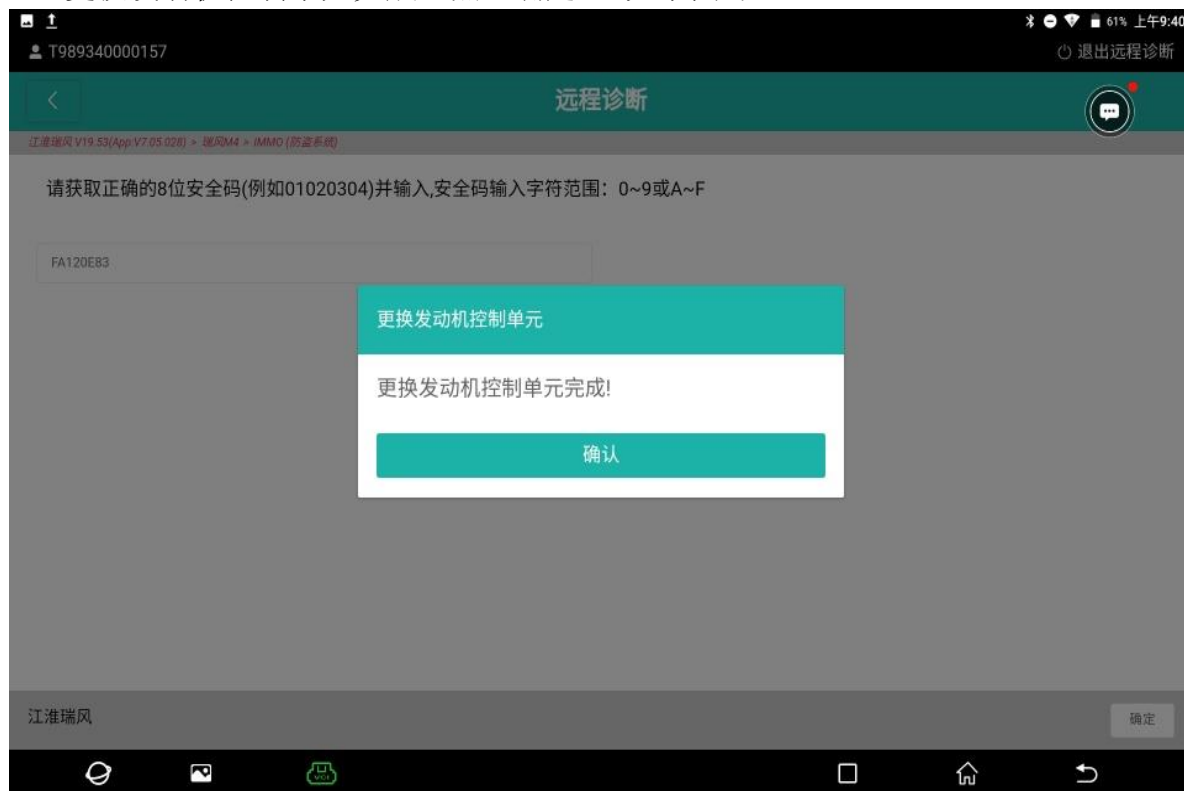 61% 上午9:40
T989340000157
退出远程诊断
远程诊断
江淮瑞风 V19.53(App:V7.05.028) > 瑞风M4 > IMMO (防盗系统)
请获取正确的8位安全码(例如01020304)并输入,安全码输入字符范围：0~9或A~F
FA120E83
更换发动机控制单元
更换发动机控制单元完成!
确认
江淮瑞风
确定
VCI